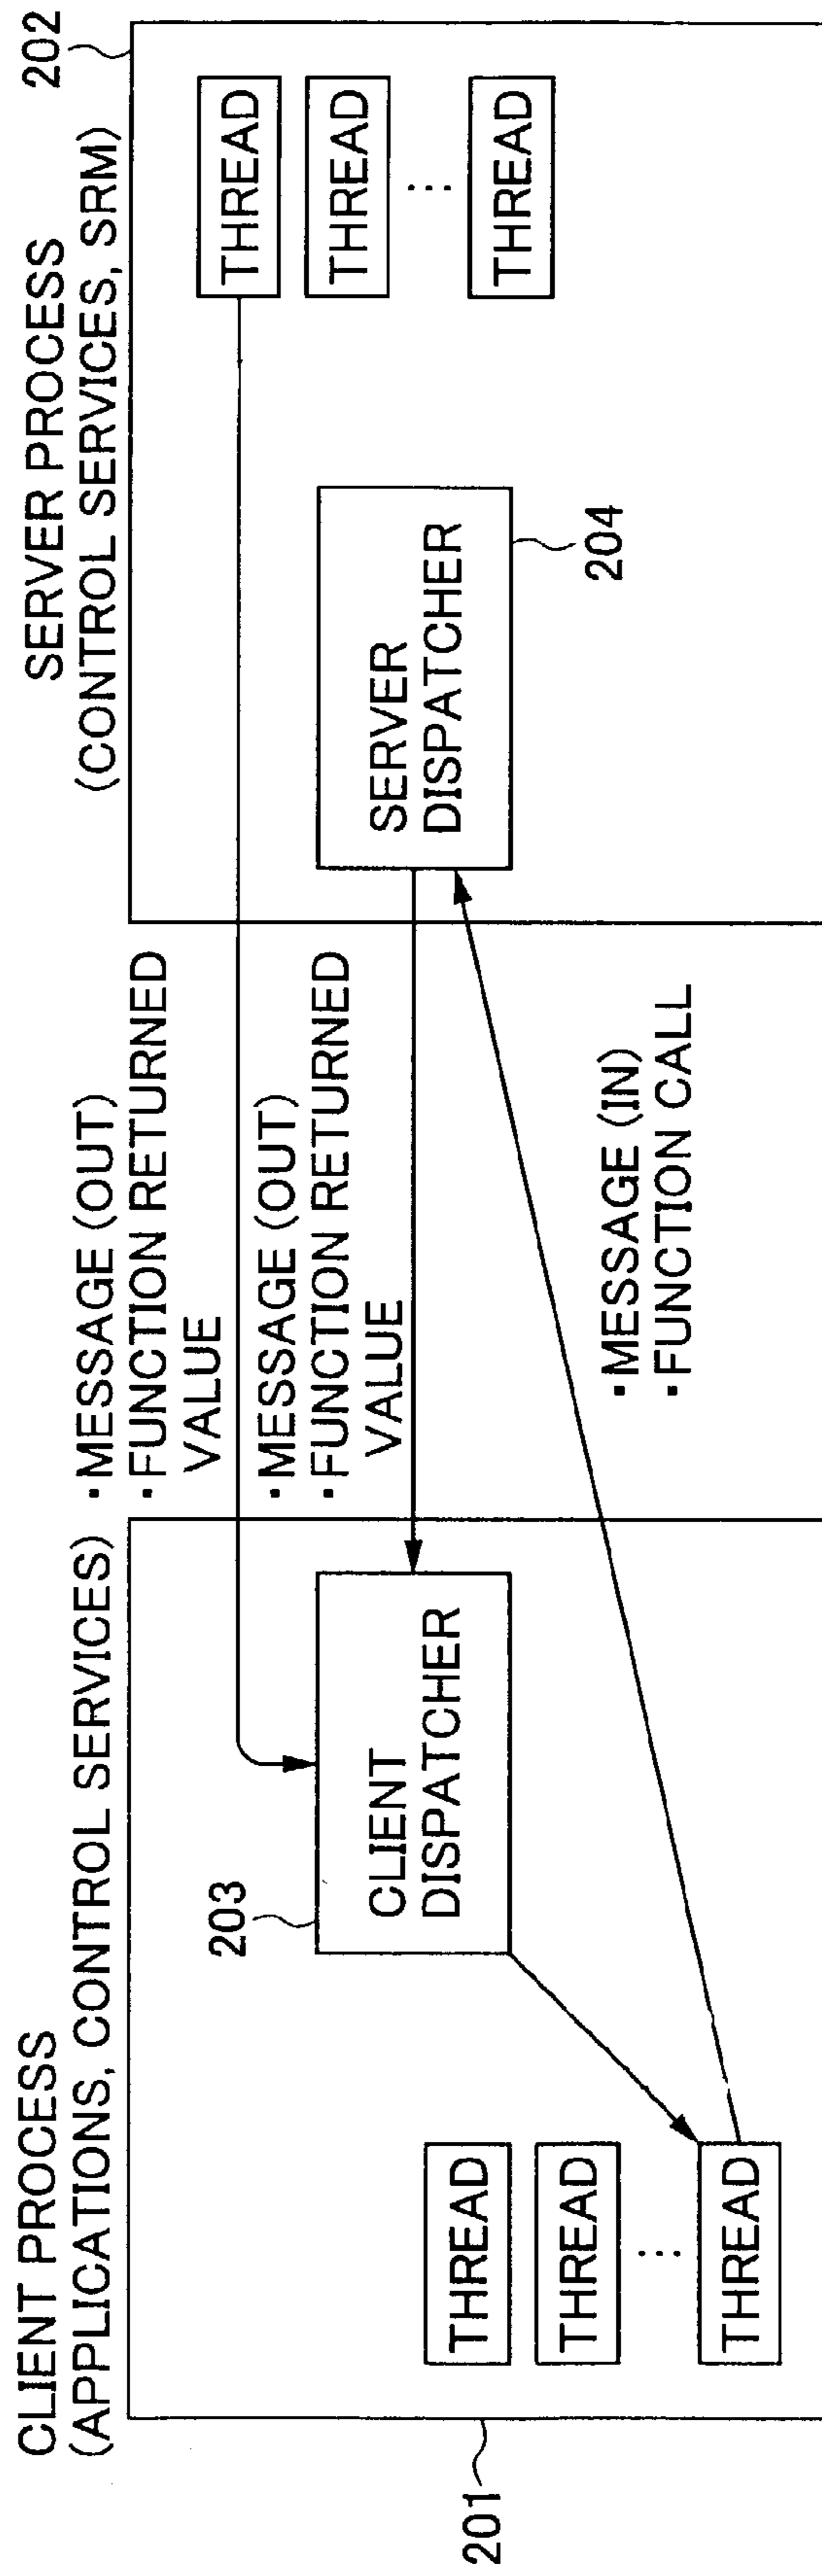 CLIENT PROCESS
(APPLICATIONS, CONTROL SERVICES)
201
203
CLIENT
DISPATCHER
THREAD
THREAD
...
THREAD
・MESSAGE (OUT)
・FUNCTION RETURNED
VALUE
・MESSAGE (OUT)
・FUNCTION RETURNED
VALUE
・MESSAGE (IN)
・FUNCTION CALL
SERVER PROCESS
(CONTROL SERVICES, SRM)
202
SERVER
DISPATCHER
204
THREAD
THREAD
...
THREAD